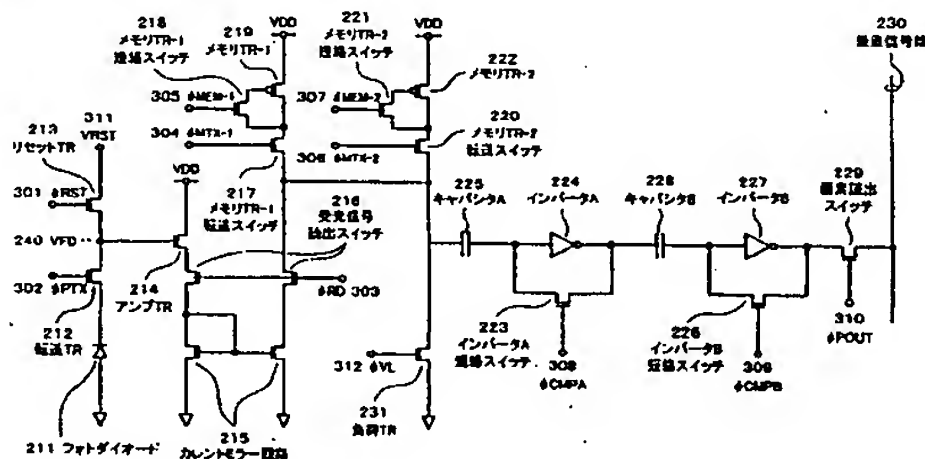 218
メモリTR-1
短絡スイッチ
219
メモリTR-1
VDD
221
メモリTR-2
短絡スイッチ
VDD
222
メモリTR-2
230
垂直信号線
305 φMEM-1
307 φMEM-2
304 φMTX-1
306 φMTX-2
220
メモリTR-2
転送スイッチ
213
リセットTR
311
VRST
301 φRST
VDD
217
メモリTR-1
転送スイッチ
216
受光信号
読出スイッチ
225
キャパシタA
224
インバータA
228
キャパシタB
227
インバータB
229
画素読出
スイッチ
240 VFD
302 φPTX
212
転送TR
214
アンプTR
φRD 303
223
インバータA
短絡スイッチ
308
φCMPA
226
インバータB
短絡スイッチ
309
φCMPB
310
φPOUT
312 φVL
231
負荷TR
211 フォトダイオード
215
カレントミラー回路